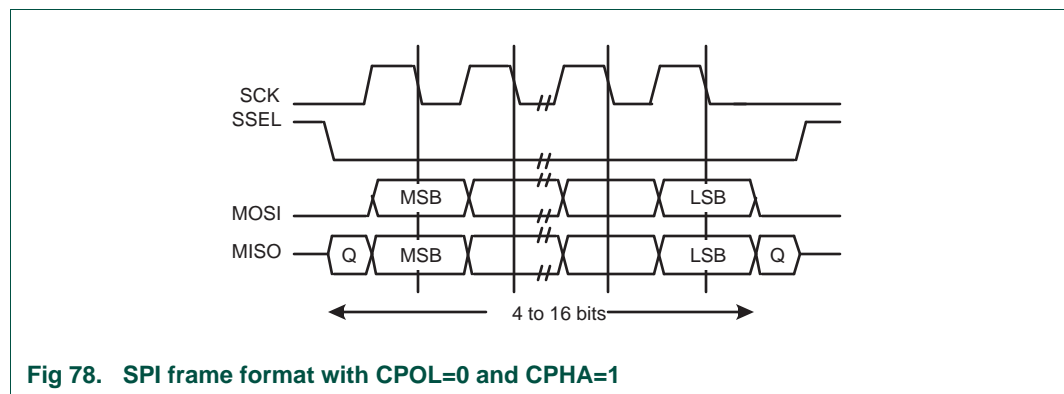 SCK
SSEL
MOSI MSB LSB
MISO Q MSB LSB Q
4 to 16 bits
Fig 78. SPI frame format with CPOL=0 and CPHA=1